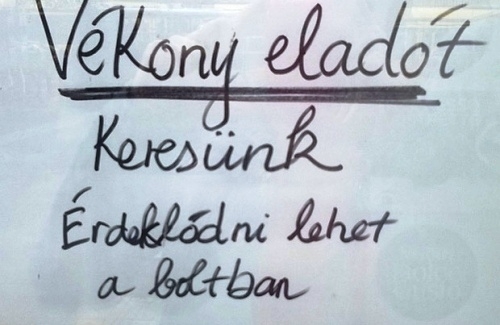 Vékony eladót
Keresünk
Érdeklődni lehet
a boltban